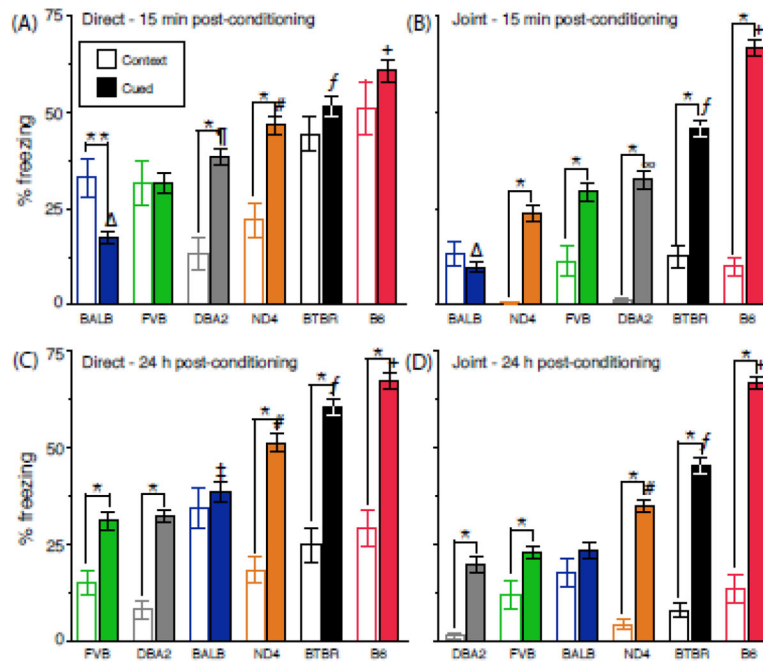 (A) Direct - 15 min post-conditioning
75
Context
Cued
% freezing
50
25
0
** Δ * ¶ * # ƒ +
BALB FVB DBA2 ND4 BTBR B6
(B) Joint - 15 min post-conditioning
Δ * * * ∞ * ƒ * +
BALB ND4 FVB DBA2 BTBR B6
(C) Direct - 24 h post-conditioning
75
% freezing
50
25
0
* * ‡ * # * ƒ * +
FVB DBA2 BALB ND4 BTBR B6
(D) Joint - 24 h post-conditioning
* * * # * ƒ * +
DBA2 FVB BALB ND4 BTBR B6